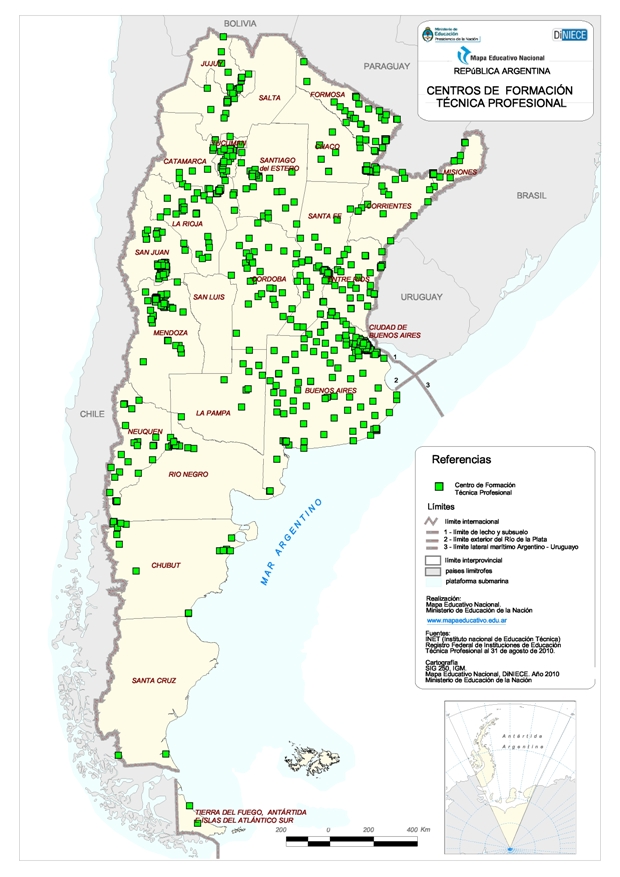 Ministerio de
Educación
Presidencia de la Nación
DiNIECE
Mapa Educativo Nacional
REPÚBLICA ARGENTINA
CENTROS DE FORMACIÓN
TÉCNICA PROFESIONAL
BOLIVIA
PARAGUAY
BRASIL
URUGUAY
CHILE
JUJUY
SALTA
FORMOSA
CHACO
TUCUMÁN
CATAMARCA
SANTIAGO
del ESTERO
MISIONES
CORRIENTES
SANTA FE
LA RIOJA
SAN JUAN
CÓRDOBA
ENTRE RÍOS
SAN LUIS
MENDOZA
CIUDAD DE
BUENOS AIRES
1
2
3
BUENOS AIRES
LA PAMPA
NEUQUEN
RIO NEGRO
CHUBUT
SANTA CRUZ
MAR ARGENTINO
TIERRA DEL FUEGO, ANTÁRTIDA
E ISLAS DEL ATLÁNTICO SUR
200 0 200 400 Km
Referencias
Centro de Formación
Técnica Profesional
Límites
límite internacional
1 - límite de lecho y subsuelo
2 - límite exterior del Río de la Plata
3 - límite lateral marítimo Argentino - Uruguayo
límite interprovincial
países limítrofes
plataforma submarina
Realización:
Mapa Educativo Nacional.
Ministerio de Educación de la Nación
www.mapaeducativo.edu.ar
Fuentes:
INET (Instituto nacional de Educación Técnica)
Registro Federal de Instituciones de Educación
Técnica Profesional al 31 de agosto de 2010.
Cartografía
SIG 250, IGM.
Mapa Educativo Nacional, DiNIECE. Año 2010
Ministerio de Educación de la Nación
Antártida
Argentina